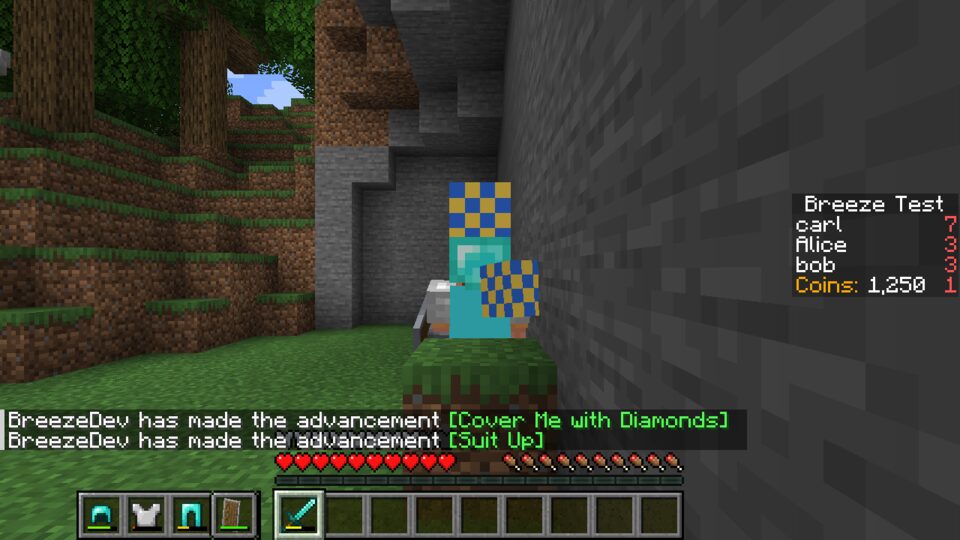 Breeze Test
carl 7
Alice 3
bob 3
Coins: 1,250 1
BreezeDev has made the advancement [Cover Me with Diamonds]
BreezeDev has made the advancement [Suit Up]